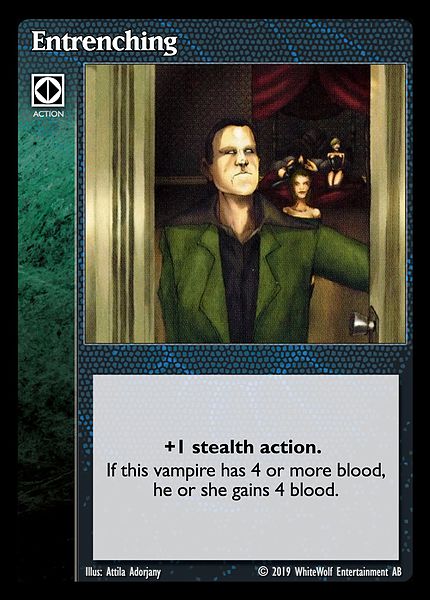 Entrenching
ACTION
+1 stealth action.
If this vampire has 4 or more blood,
he or she gains 4 blood.
Illus: Attila Adorjany
© 2019 WhiteWolf Entertainment AB